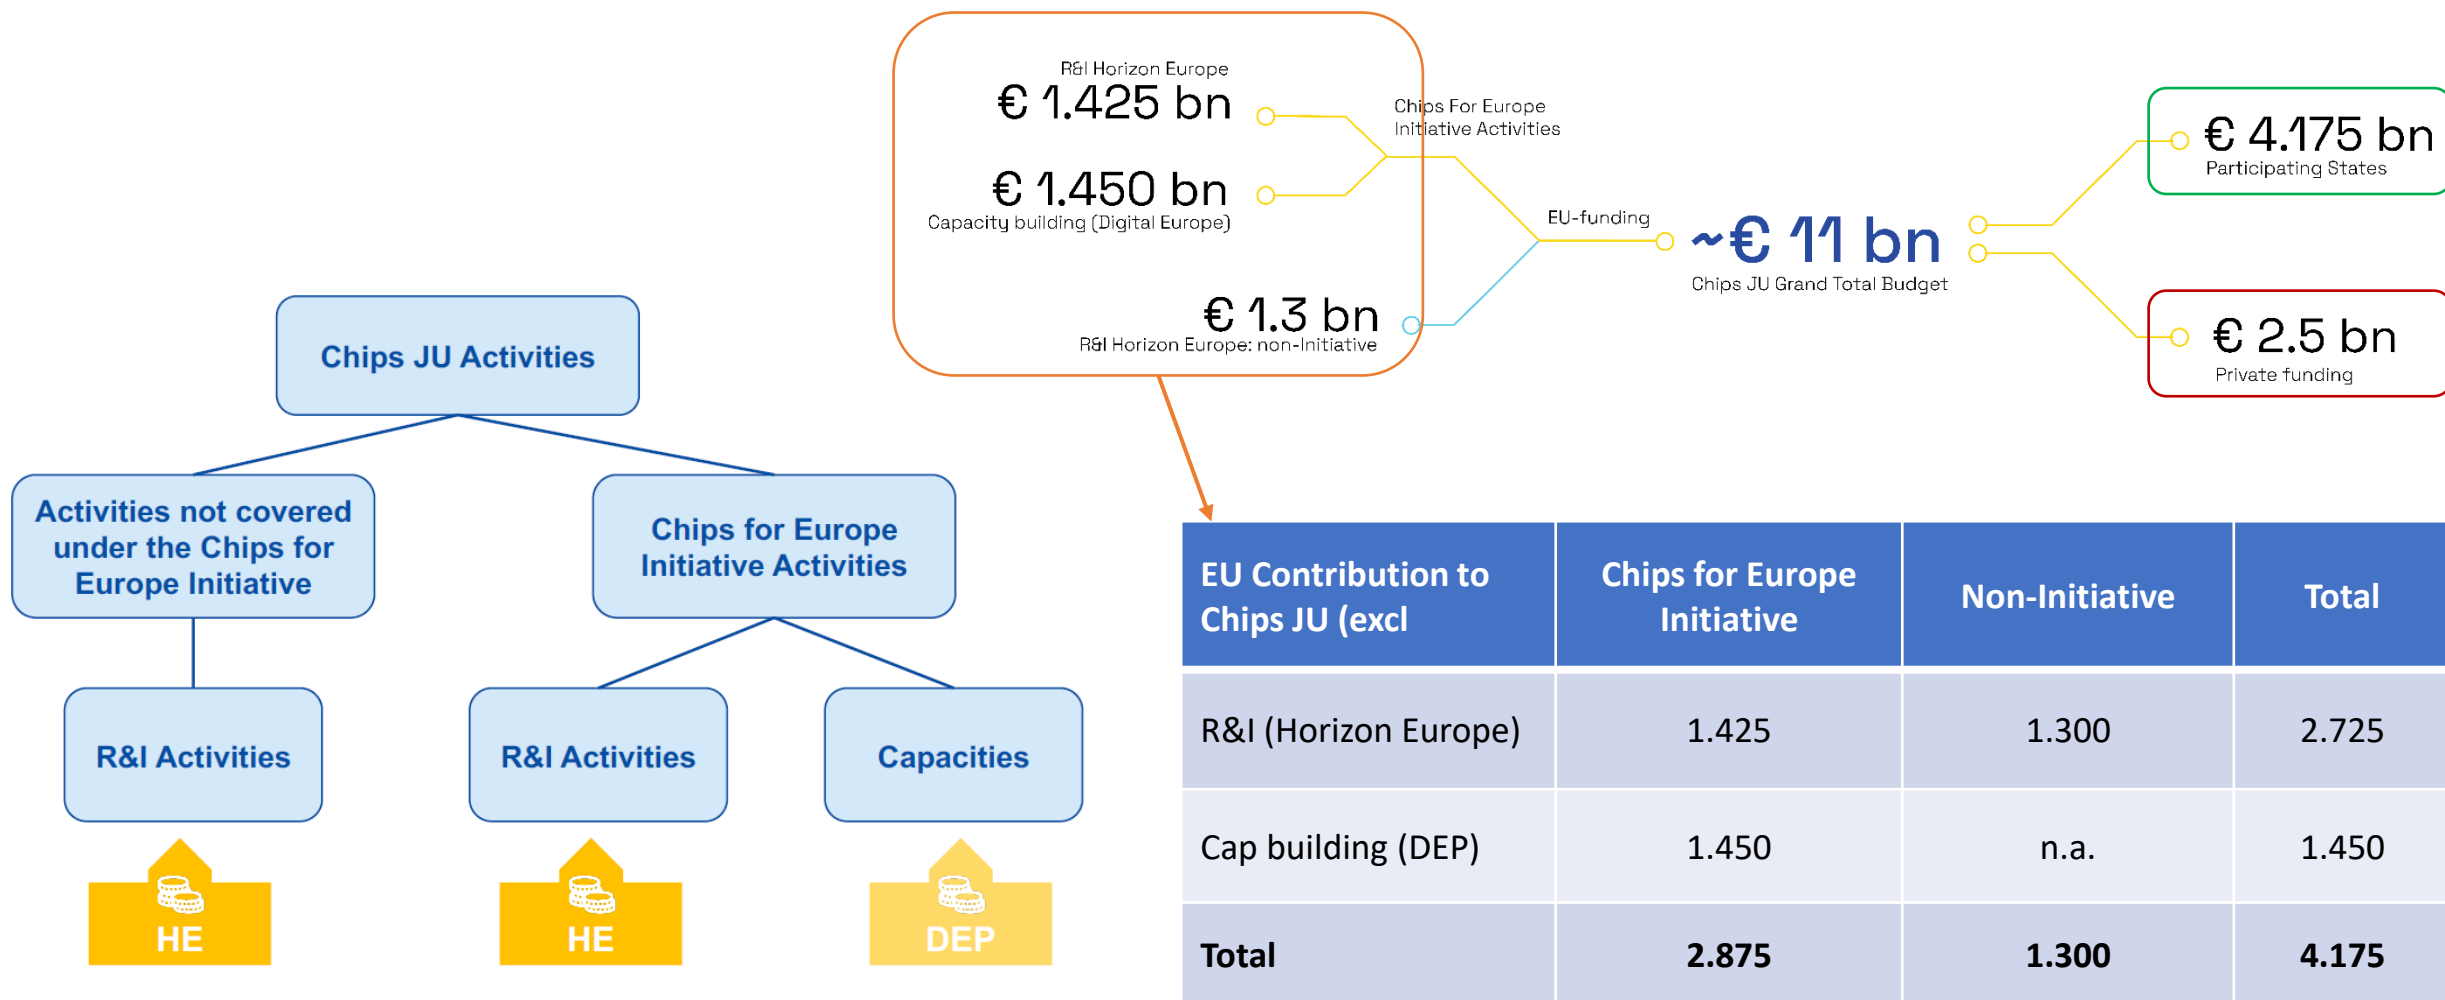 R&I Horizon Europe
€ 1.425 bn
Chips For Europe
Initiative Activities
€ 1.450 bn
Capacity building (Digital Europe)
€ 1.3 bn
R&I Horizon Europe: non-Initiative
EU-funding
~€ 11 bn
Chips JU Grand Total Budget
€ 4.175 bn
Participating States
€ 2.5 bn
Private funding
Chips JU Activities
Activities not covered
under the Chips for
Europe Initiative
Chips for Europe
Initiative Activities
R&I Activities
R&I Activities
Capacities
HE
HE
DEP
EU Contribution to
Chips JU (excl
Chips for Europe
Initiative
Non-Initiative
Total
R&I (Horizon Europe)
1.425
1.300
2.725
Cap building (DEP)
1.450
n.a.
1.450
Total
2.875
1.300
4.175